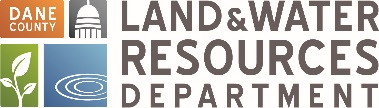 DANE
COUNTY
LAND & WATER
RESOURCES
DEPARTMENT